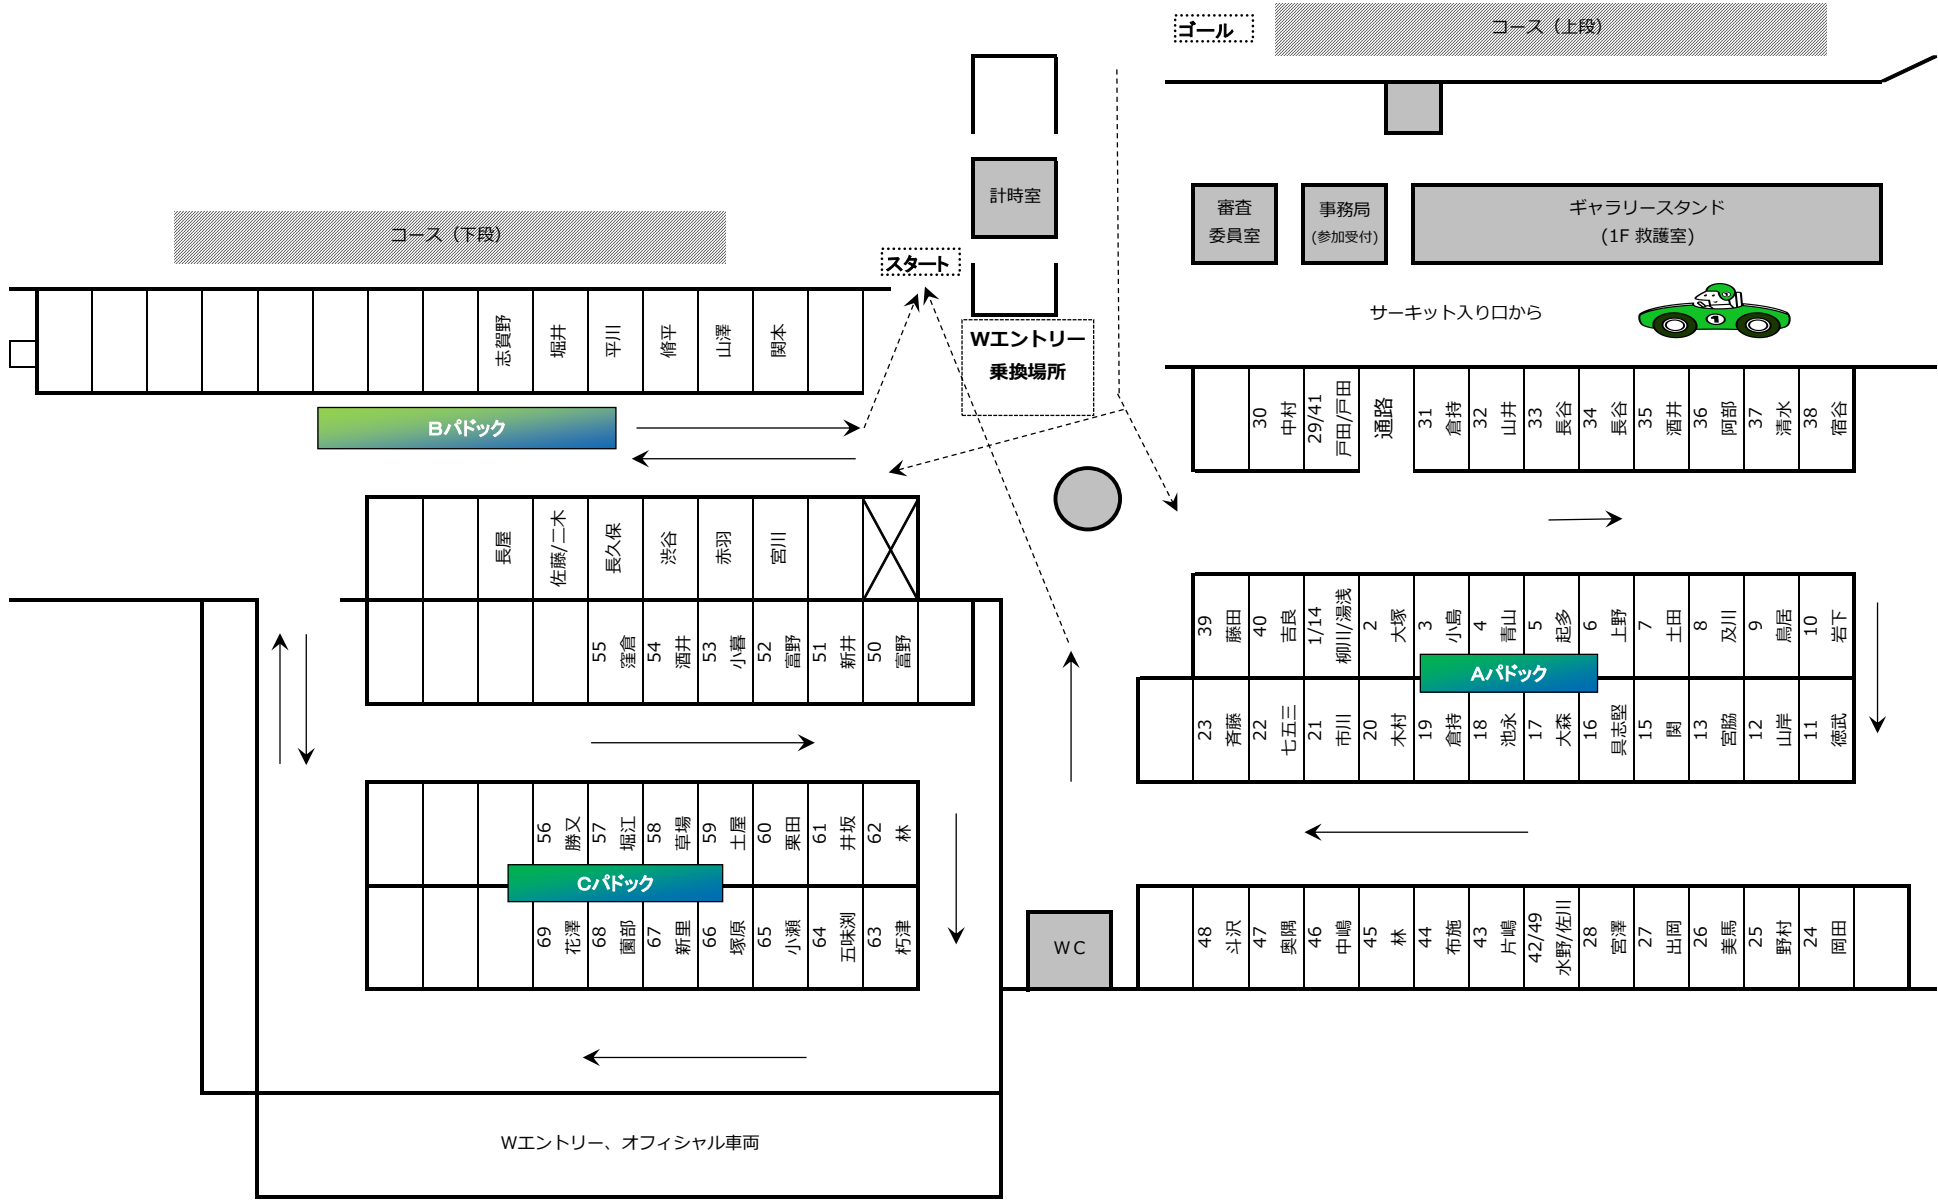 ゴール
コース（上段）
計時室
審査
委員室
事務局
(参加受付)
ギャラリースタンド
(1F 救護室)
コース（下段）
スタート
サーキット入り口から
1
Wエントリー
乗換場所
志賀野
堀井
平川
脩平
山澤
関本
Bパドック
30
中村
29/41
戸田/戸田
通路
31
倉持
32
山井
33
長谷
34
長谷
35
酒井
36
阿部
37
清水
38
宿谷
長屋
佐藤/二木
長久保
渋谷
赤羽
宮川
55
窪倉
54
酒井
53
小暮
52
富野
51
新井
50
富野
39
藤田
40
吉良
1/14
柳川/湯浅
2
大塚
3
小島
4
青山
5
起多
6
上野
7
土田
8
及川
9
鳥居
10
岩下
Aパドック
23
斉藤
22
七五三
21
市川
20
木村
19
倉持
18
池永
17
大森
16
具志堅
15
関
13
宮脇
12
山岸
11
徳武
56
勝又
57
堀江
58
草場
59
土屋
60
栗田
61
井坂
62
林
Cパドック
69
花澤
68
薗部
67
新里
66
塚原
65
小瀬
64
五味渕
63
朽津
WC
48
斗沢
47
奥隅
46
中嶋
45
林
44
布施
43
片嶋
42/49
水野/佐川
28
宮澤
27
出岡
26
美馬
25
野村
24
岡田
Wエントリー、オフィシャル車両